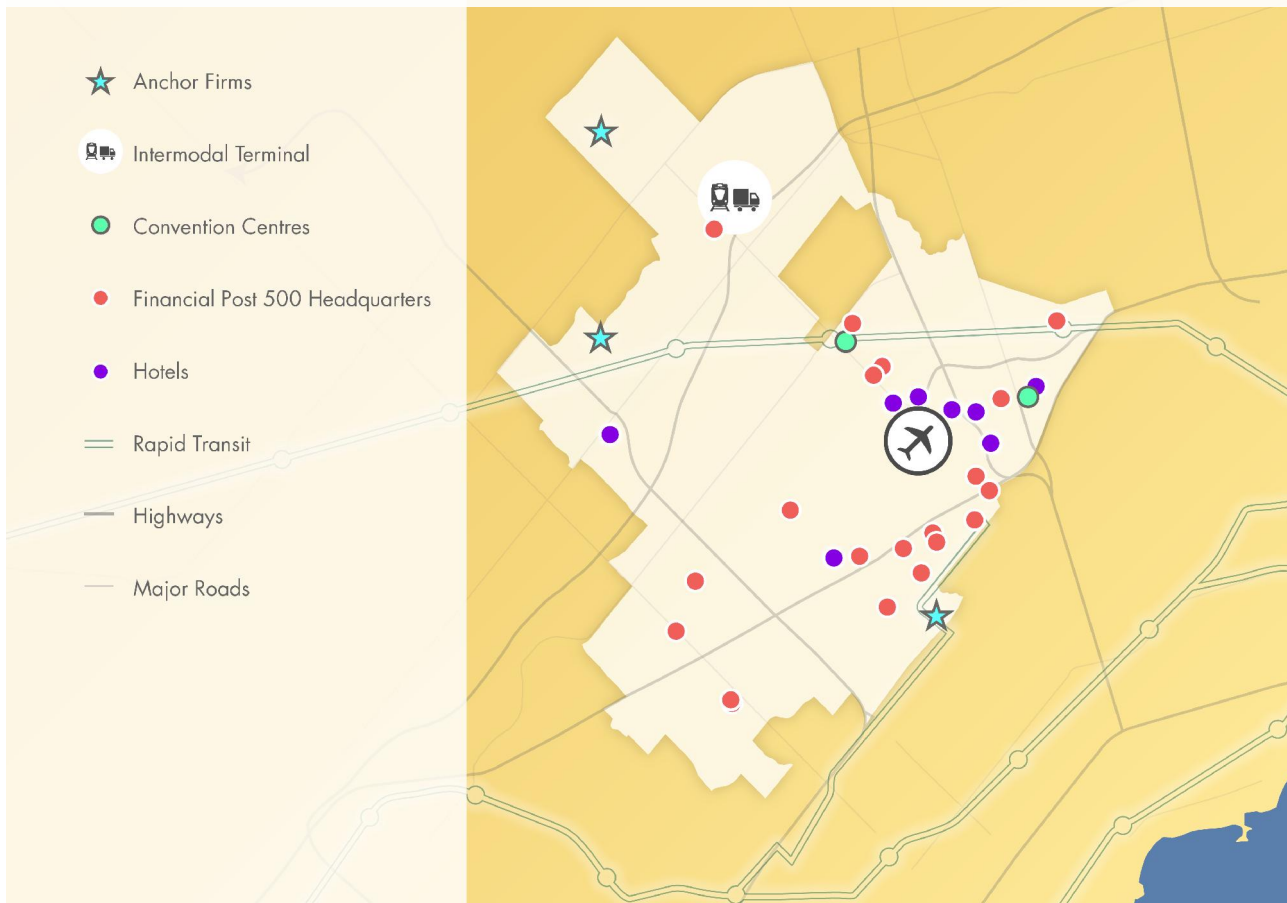 Anchor Firms
Intermodal Terminal
Convention Centres
Financial Post 500 Headquarters
Hotels
Rapid Transit
Highways
Major Roads